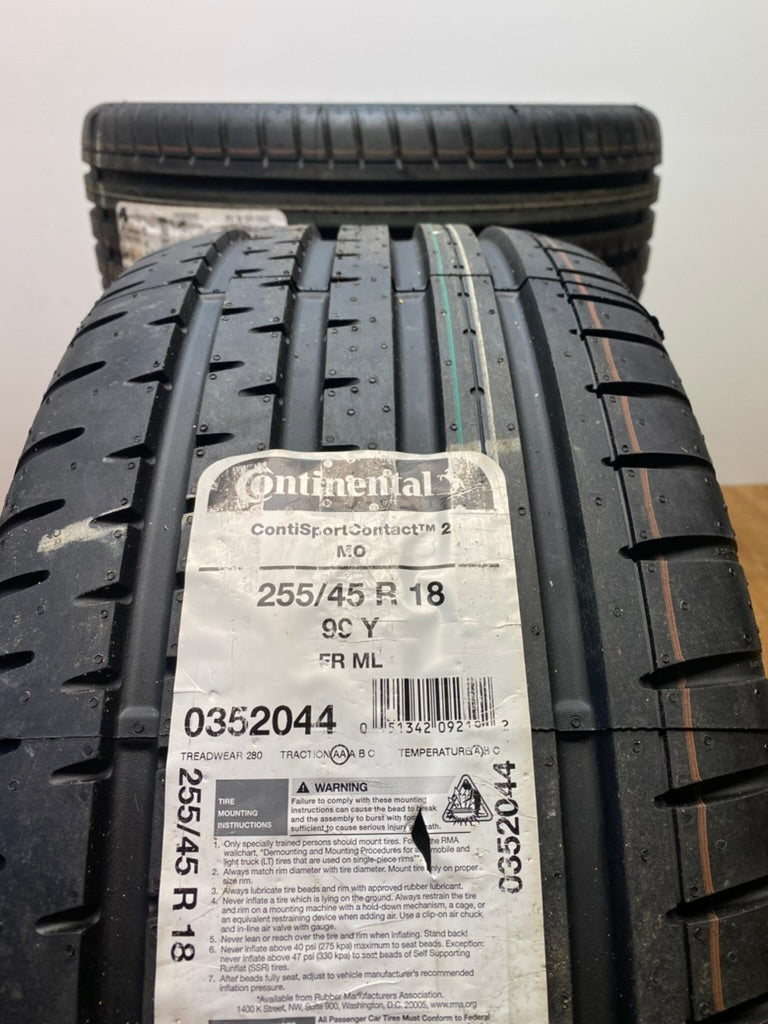 Continental
ContiSportContact™ 2
MO
255/45 R 18
99 Y
FR ML
0352044
TREADWEAR 280 TRACTION AA A B C TEMPERATURE A B C
255/45 R 18
0352044
TIRE
MOUNTING
INSTRUCTIONS
WARNING
Failure to comply with these mounting
instructions can cause the bead to break
and the assembly to burst with force
sufficient to cause serious injury death.
1. Only specially trained persons should mount tires. For the RMA
wallchart, "Demounting and Mounting Procedures for and
light truck (LT) tires that are used on single-piece rims"*.
2. Always match rim diameter with tire diameter. Mount tire only on proper
size rim.
3. Always lubricate tire beads and rim with approved rubber lubricant.
4. Never inflate a tire which is lying on the ground. Always restrain the tire
and rim on a mounting machine with a hold-down mechanism, a cage, or
an equivalent restraining device when adding air. Use a clip-on air chuck
and in-line air valve with gauge.
5. Never lean or reach over the tire and rim when inflating. Stand back!
6. Never inflate above 40 psi (275 kpa) maximum to seat beads. Exception:
never inflate above 47 psi (330 kpa) to seat beads of Self Supporting
Runflat (SSR) tires.
7. After beads fully seat, adjust to vehicle manufacturer's recommended
inflation pressure.
*Available from Rubber Manufacturers Association.
1400 K Street, NW, Suite 900, Washington, D.C. 20005, www.rma.org
All Passenger Car Tires Must Conform to Federal